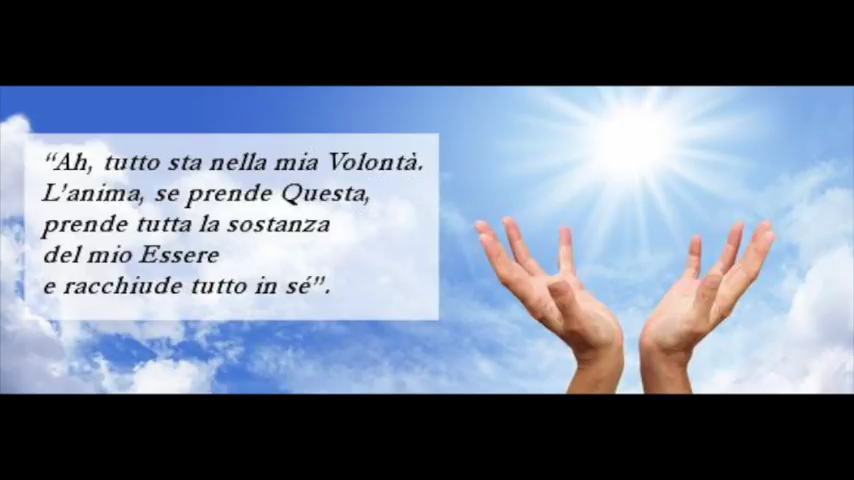 “Ah, tutto sta nella mia Volontà.
L’anima, se prende Questa,
prende tutta la sostanza
del mio Essere
e racchiude tutto in sé”.